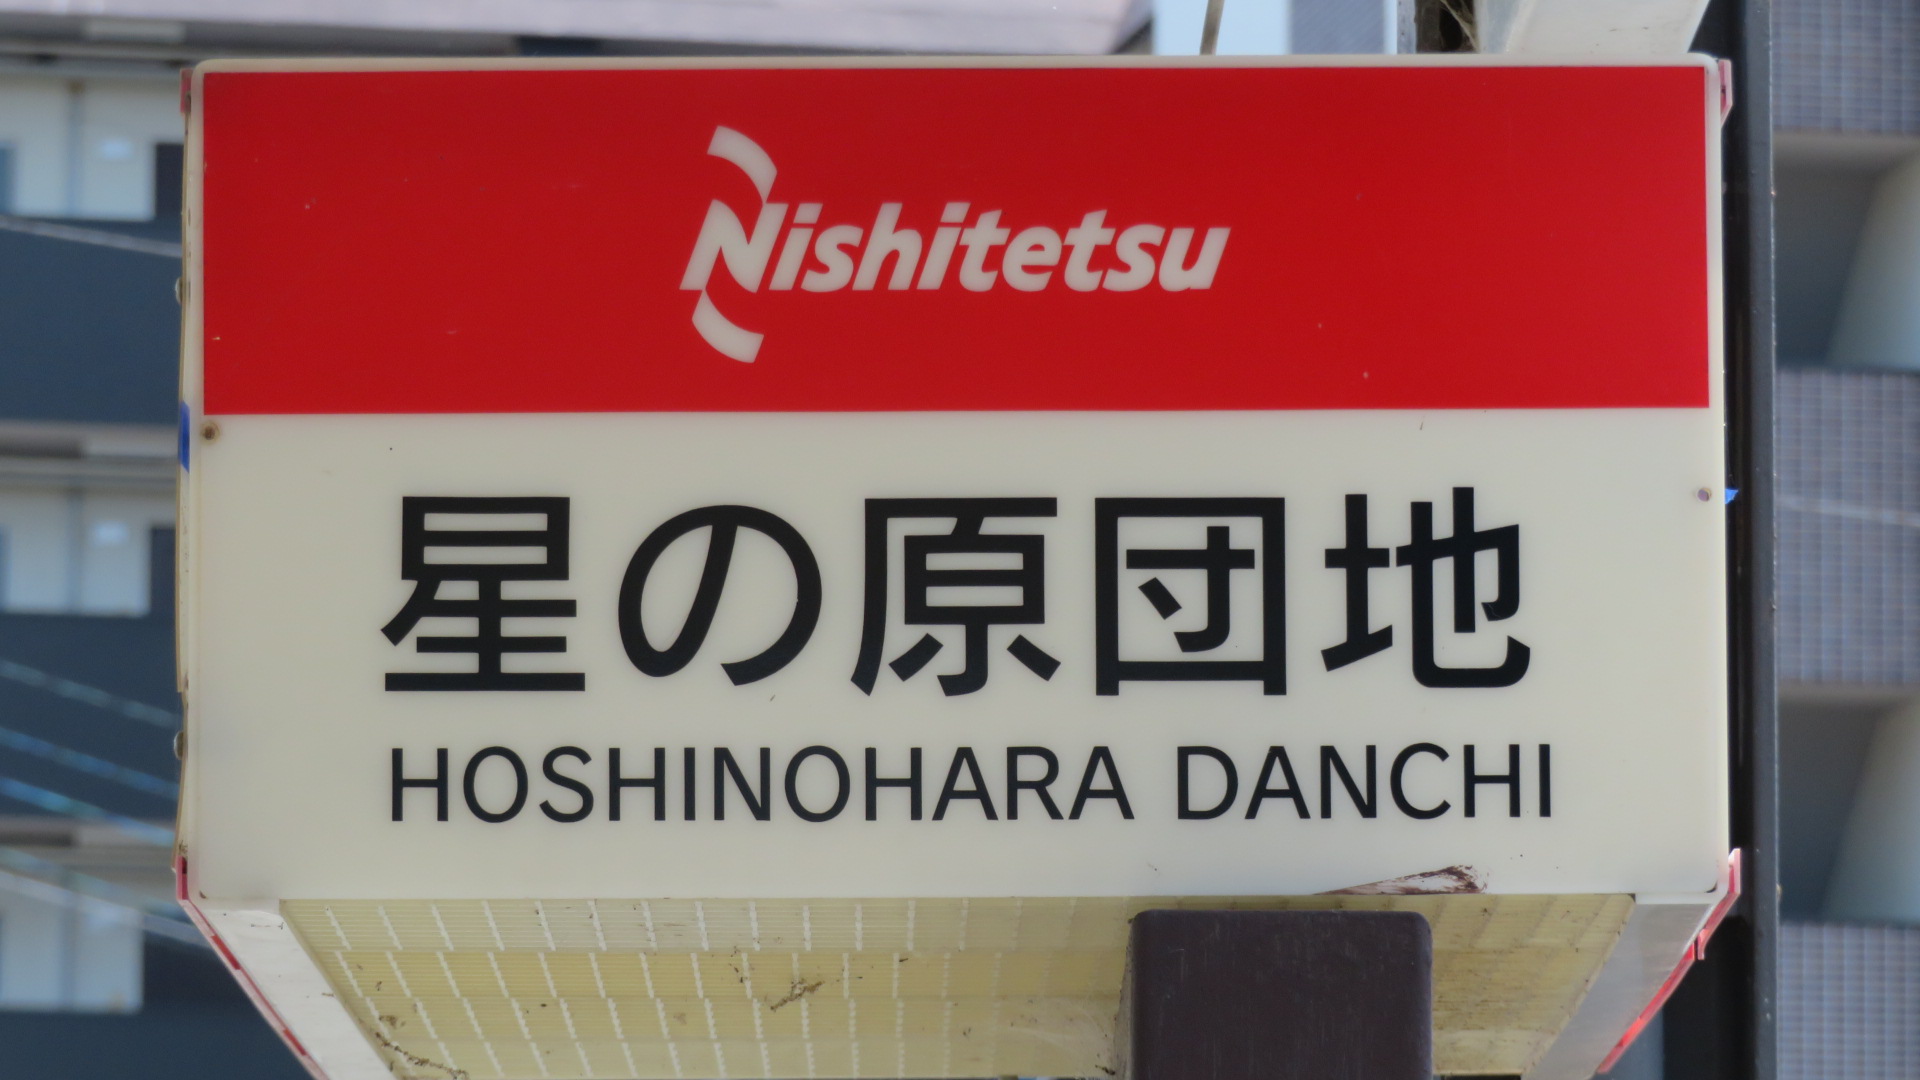 Nishitetsu
星の原団地
HOSHINOHARA DANCHI